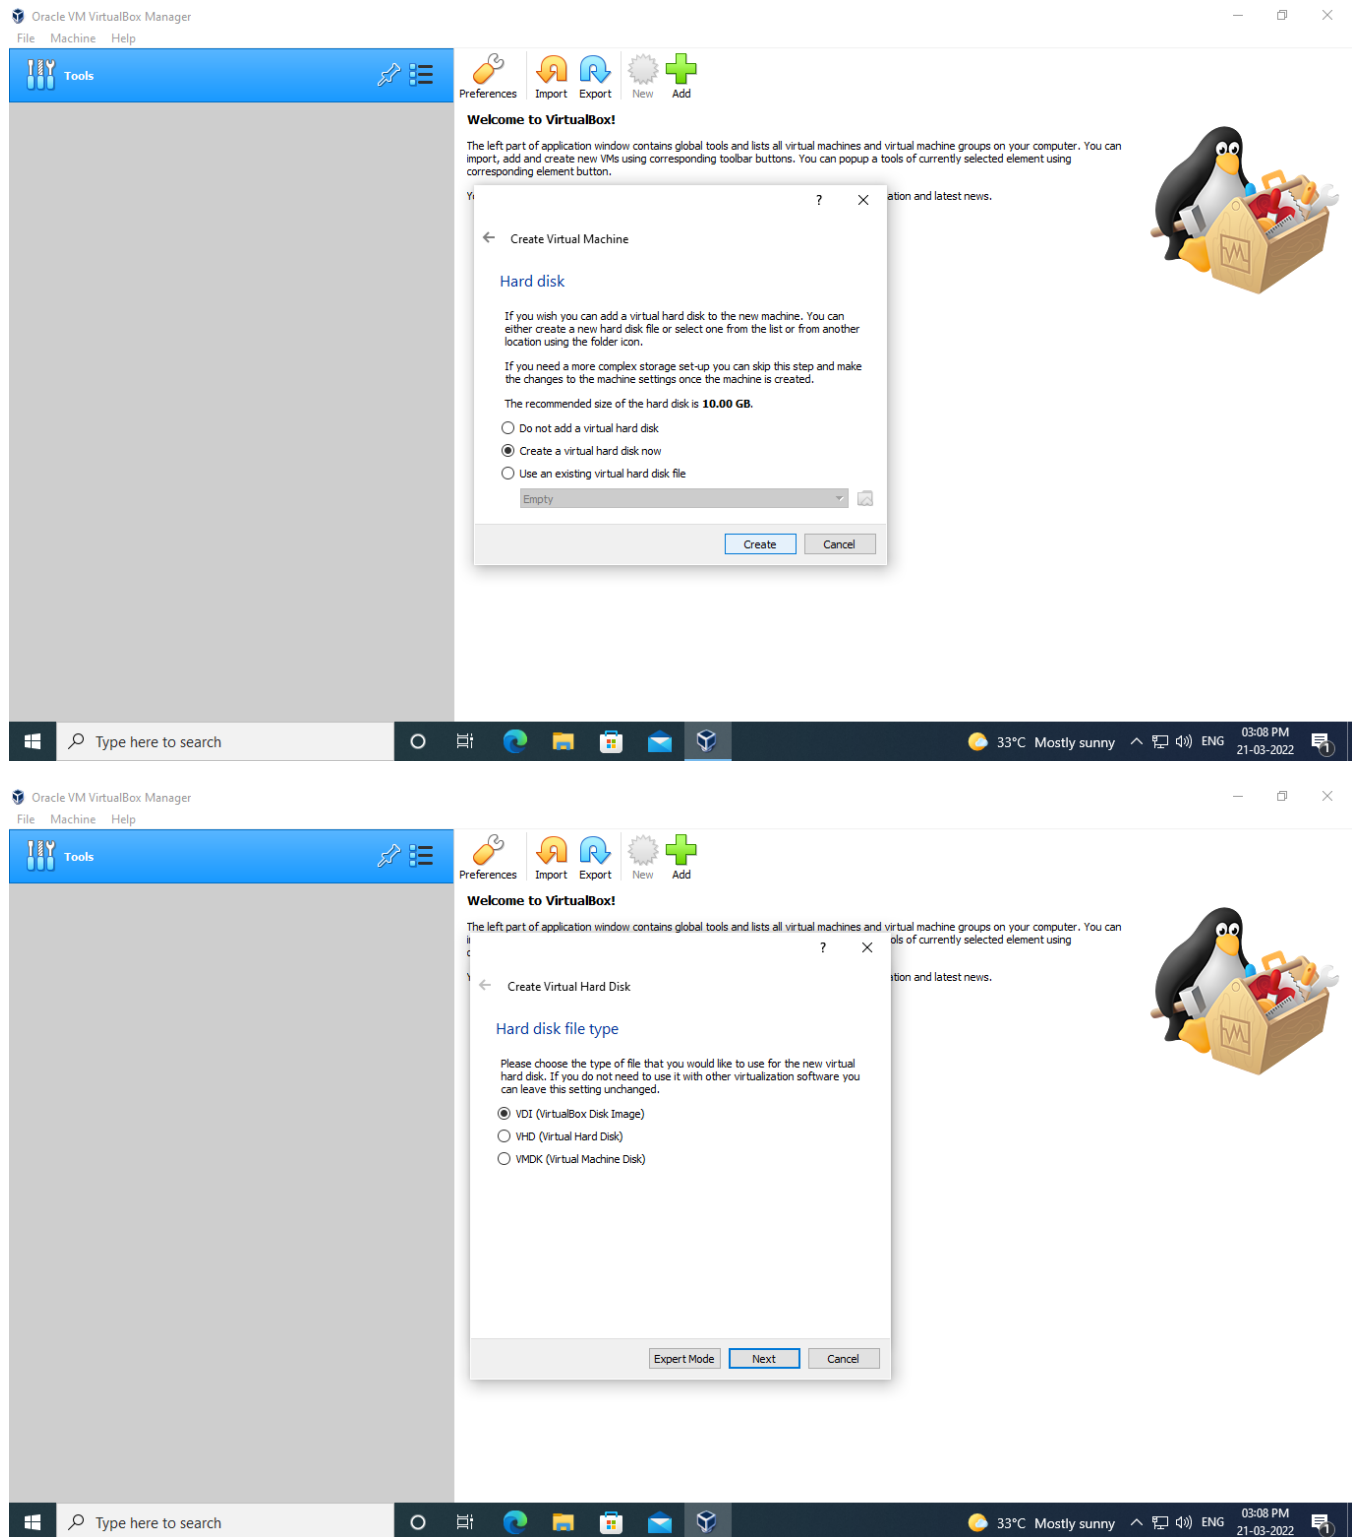 Oracle VM VirtualBox Manager
File Machine Help
Tools
Preferences Import Export New Add
Welcome to VirtualBox!
The left part of application window contains global tools and lists all virtual machines and virtual machine groups on your computer. You can
import, add and create new VMs using corresponding toolbar buttons. You can popup a tools of currently selected element using
corresponding element button.
ation and latest news.
?
Create Virtual Machine
Hard disk
If you wish you can add a virtual hard disk to the new machine. You can
either create a new hard disk file or select one from the list or from another
location using the folder icon.
If you need a more complex storage set-up you can skip this step and make
the changes to the machine settings once the machine is created.
The recommended size of the hard disk is 10.00 GB.
Do not add a virtual hard disk
Create a virtual hard disk now
Use an existing virtual hard disk file
Empty
Create Cancel
Type here to search
33°C Mostly sunny ENG 03:08 PM
21-03-2022
1
Oracle VM VirtualBox Manager
File Machine Help
Tools
Preferences Import Export New Add
Welcome to VirtualBox!
The left part of application window contains global tools and lists all virtual machines and virtual machine groups on your computer. You can
ols of currently selected element using
ation and latest news.
?
Create Virtual Hard Disk
Hard disk file type
Please choose the type of file that you would like to use for the new virtual
hard disk. If you do not need to use it with other virtualization software you
can leave this setting unchanged.
VDI (VirtualBox Disk Image)
VHD (Virtual Hard Disk)
VMDK (Virtual Machine Disk)
Expert Mode Next Cancel
Type here to search
33°C Mostly sunny ENG 03:08 PM
21-03-2022
1